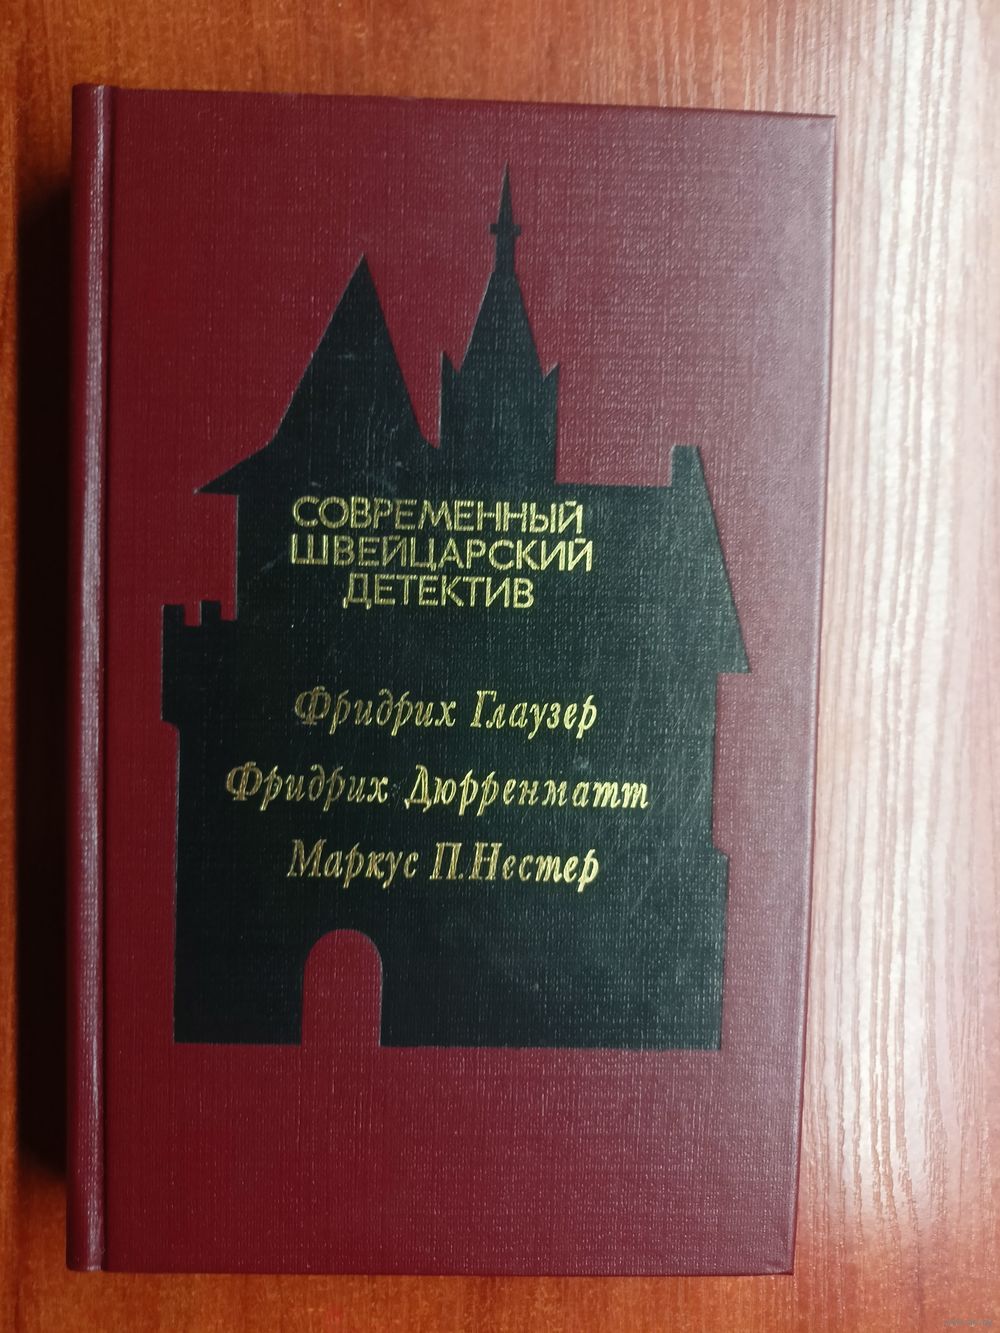 СОВРЕМЕННЫЙ
ШВЕЙЦАРСКИЙ
ДЕТЕКТИВ
Фридрих Глаузер
Фридрих Дюрренматт
Маркус П. Нестер